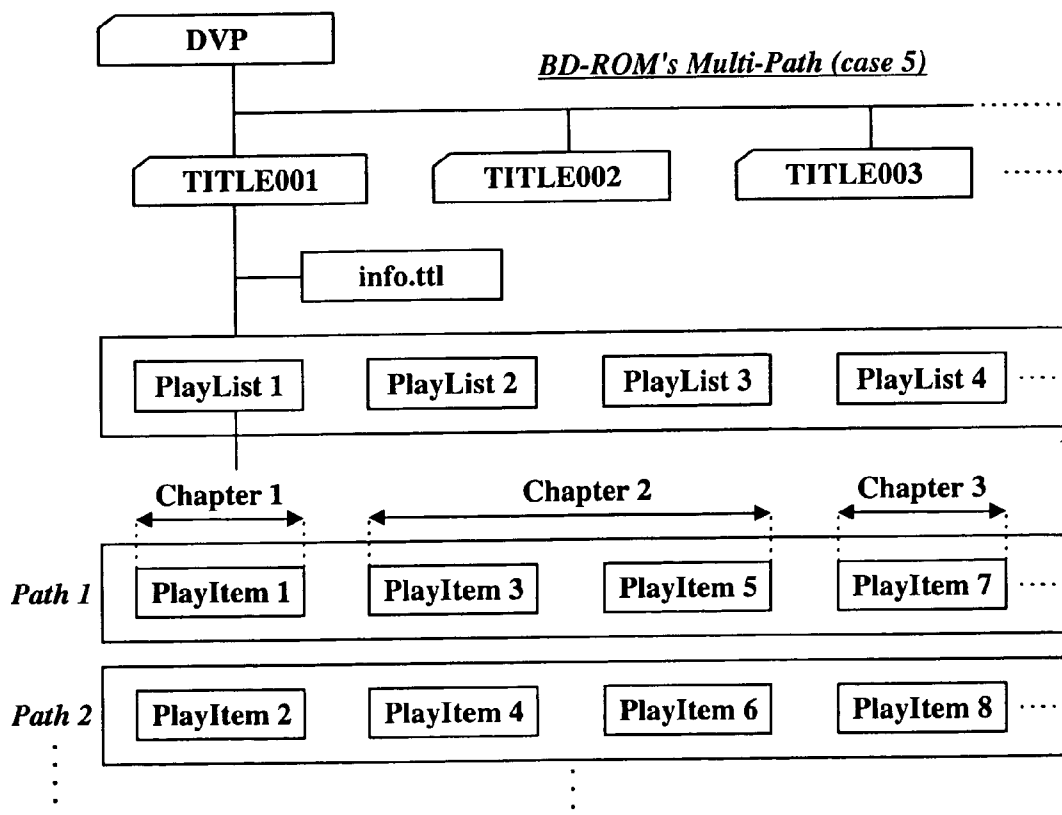 DVP
BD-ROM's Multi-Path (case 5)
TITLE001 TITLE002 TITLE003
info.ttl
PlayList 1 PlayList 2 PlayList 3 PlayList 4
Chapter 1 Chapter 2 Chapter 3
Path 1 PlayItem 1 PlayItem 3 PlayItem 5 PlayItem 7
Path 2 PlayItem 2 PlayItem 4 PlayItem 6 PlayItem 8